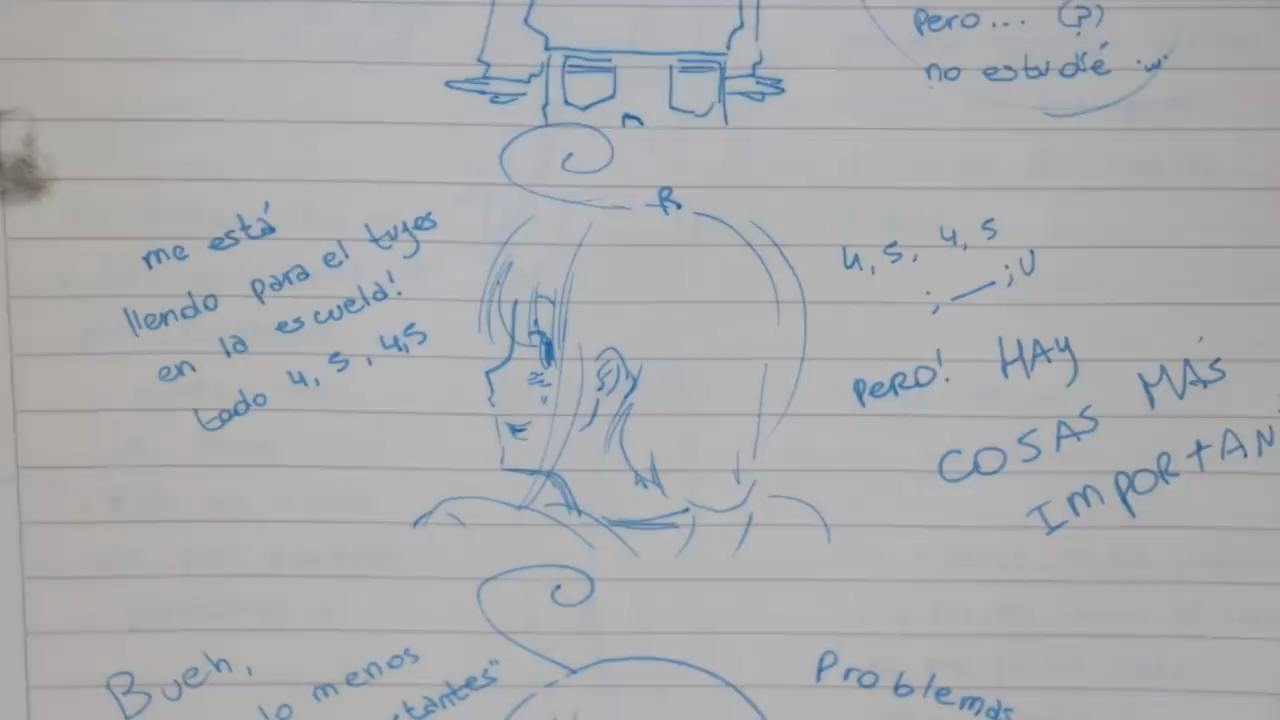 pero... (?)
no estudié ·w·
me está
llendo para el tujes
en la escuela!
todo 4, 5, 4,5
4, 5, 4, 5
;__;U
PERO! HAY
COSAS MÁS
IMPORTAN
Bueh,
lo menos
tantes"
Problemas